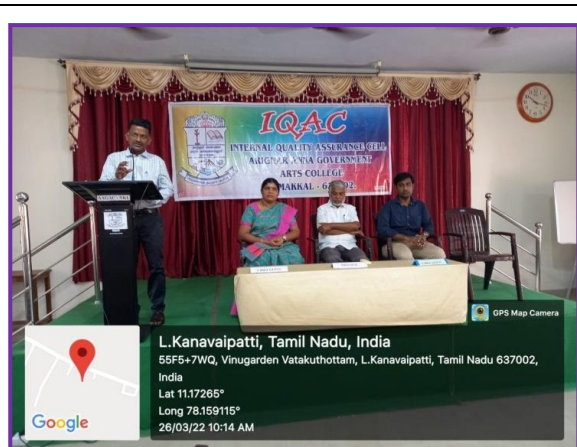 IQAC
INTERNAL QUALITY ASSURANCE CELL
ARIGNAR ANNA GOVERNMENT
ARTS COLLEGE
GPS Map Camera
L.Kanavaipatti, Tamil Nadu, India
55F5+7WQ, Vinugarden Vatakuthottam, L.Kanavaipatti, Tamil Nadu 637002,
India
Lat 11.17265°
Long 78.159115°
26/03/22 10:14 AM
Google